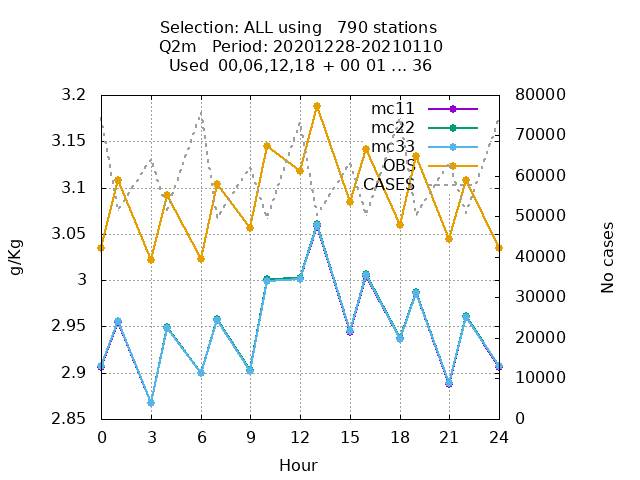 Selection: ALL using   790 stations
Q2m   Period: 20201228-20210110
Used  00,06,12,18 + 00 01 ... 36
3.2
3.15
3.1
3.05
3
2.95
2.9
2.85
g/Kg
mc11
mc22
mc33
OBS
CASES
80000
70000
60000
50000
40000
30000
20000
10000
0
No cases
0 3 6 9 12 15 18 21 24
Hour